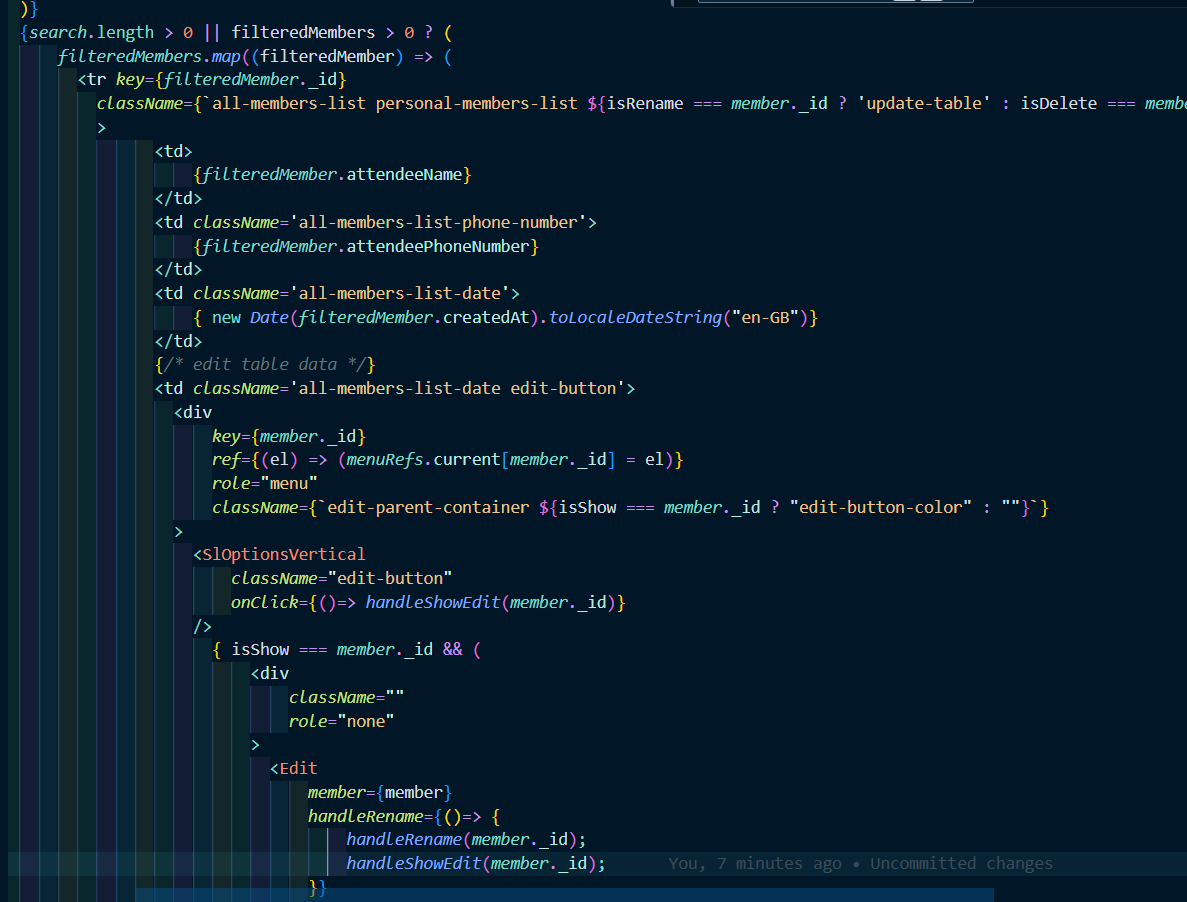 )}
{search.length > 0 || filteredMembers > 0 ? (
filteredMembers.map((filteredMember) => (
<tr key={filteredMember._id}
className={`all-members-list personal-members-list ${isRename === member._id ? 'update-table' : isDelete === membe
>
<td>
{filteredMember.attendeeName}
</td>
<td className='all-members-list-phone-number'>
{filteredMember.attendeePhoneNumber}
</td>
<td className='all-members-list-date'>
{ new Date(filteredMember.createdAt).toLocaleDateString("en-GB")}
</td>
{/* edit table data */}
<td className='all-members-list-date edit-button'>
<div
key={member._id}
ref={(el) => (menuRefs.current[member._id] = el)}
role="menu"
className={`edit-parent-container ${isShow === member._id ? "edit-button-color" : ""}`}
>
<SlOptionsVertical
className="edit-button"
onClick={()=> handleShowEdit(member._id)}
/>
{ isShow === member._id && (
<div
className=""
role="none"
>
<Edit
member={member}
handleRename={()=> {
handleRename(member._id);
handleShowEdit(member._id); You, 7 minutes ago • Uncommitted changes
}}